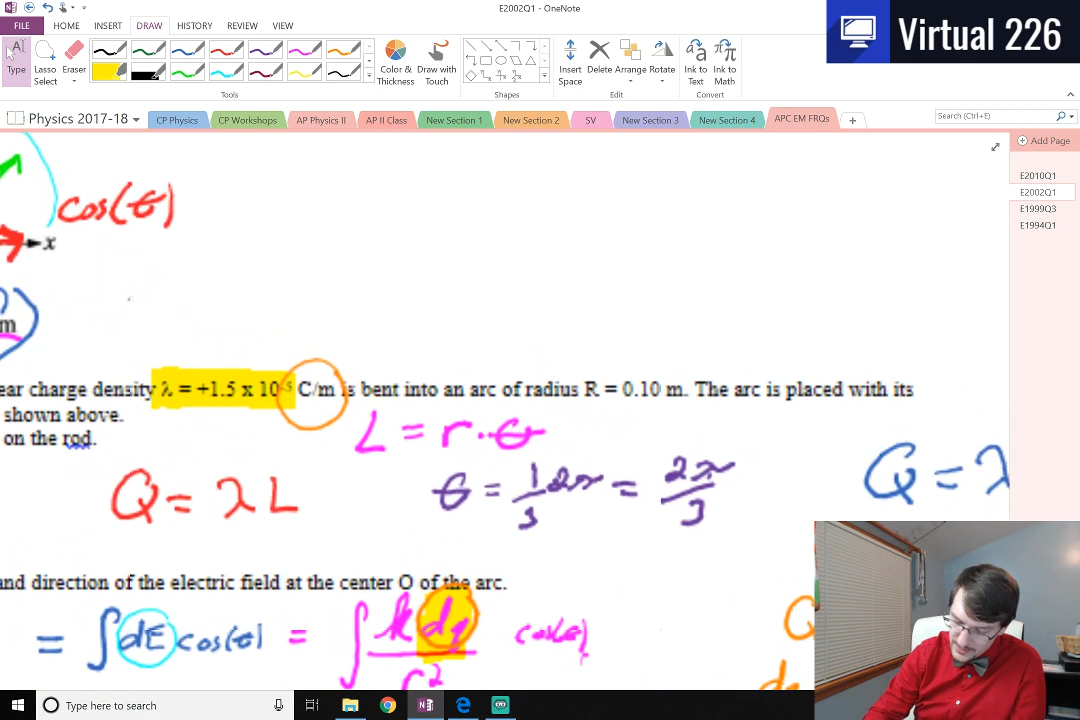 E2002Q1 - OneNote
FILE HOME INSERT DRAW HISTORY REVIEW VIEW
Virtual 226
Type
Lasso Select
Eraser
Color & Thickness
Draw with Touch
Insert Space
Delete
Arrange
Rotate
Ink to Text
Ink to Math
Tools
Shapes
Edit
Convert
Physics 2017-18
CP Physics
CP Workshops
AP Physics II
AP II Class
New Section 1
New Section 2
SV
New Section 3
New Section 4
APC EM FRQs
Search (Ctrl+E)
Add Page
E2010Q1
E2002Q1
E1999Q3
E1994Q1
cos(θ)
x
m
ear charge density λ = +1.5 x 10⁻⁵ C/m is bent into an arc of radius R = 0.10 m. The arc is placed with its
shown above.
on the rod.
L = r·θ
Q = λL
θ = 1/3 2π = 2π/3
Q = λ
and direction of the electric field at the center O of the arc.
= ∫dE cos(θ) = ∫ k dq / r² cos(θ)
Q
dq
Type here to search